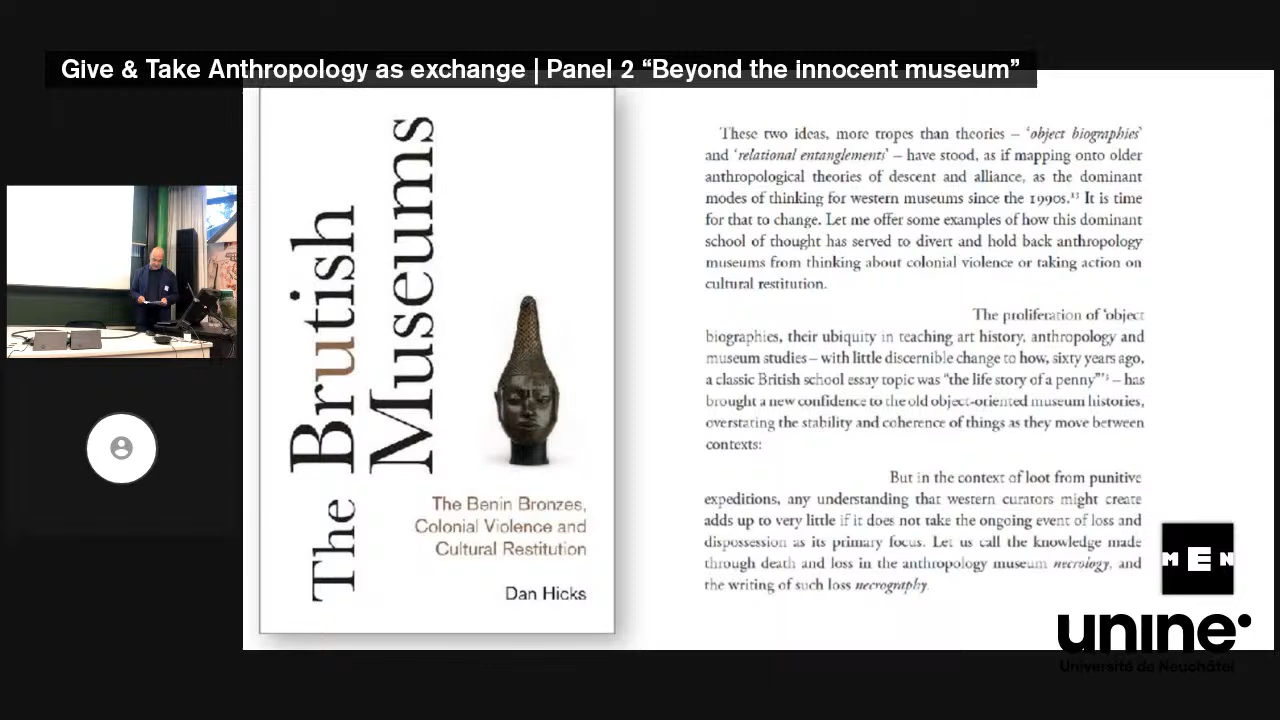 Give & Take Anthropology as exchange | Panel 2 “Beyond the innocent museum”
The Brutish
Museums
The Benin Bronzes,
Colonial Violence and
Cultural Restitution
Dan Hicks
These two ideas, more tropes than theories – ‘object biographies’
and ‘relational entanglements’ – have stood, as if mapping onto older
anthropological theories of descent and alliance, as the dominant
modes of thinking for western museums since the 1990s.¹³ It is time
for that to change. Let me offer some examples of how this dominant
school of thought has served to divert and hold back anthropology
museums from thinking about colonial violence or taking action on
cultural restitution.
The proliferation of ‘object
biographies, their ubiquity in teaching art history, anthropology and
museum studies – with little discernible change to how, sixty years ago,
a classic British school essay topic was “the life story of a penny” – has
brought a new confidence to the old object-oriented museum histories,
overstating the stability and coherence of things as they move between
contexts:
But in the context of loot from punitive
expeditions, any understanding that western curators might create
adds up to very little if it does not take the ongoing event of loss and
dispossession as its primary focus. Let us call the knowledge made
through death and loss in the anthropology museum necrology, and
the writing of such loss necrography.
MEN
unine
Université de Neuchâtel